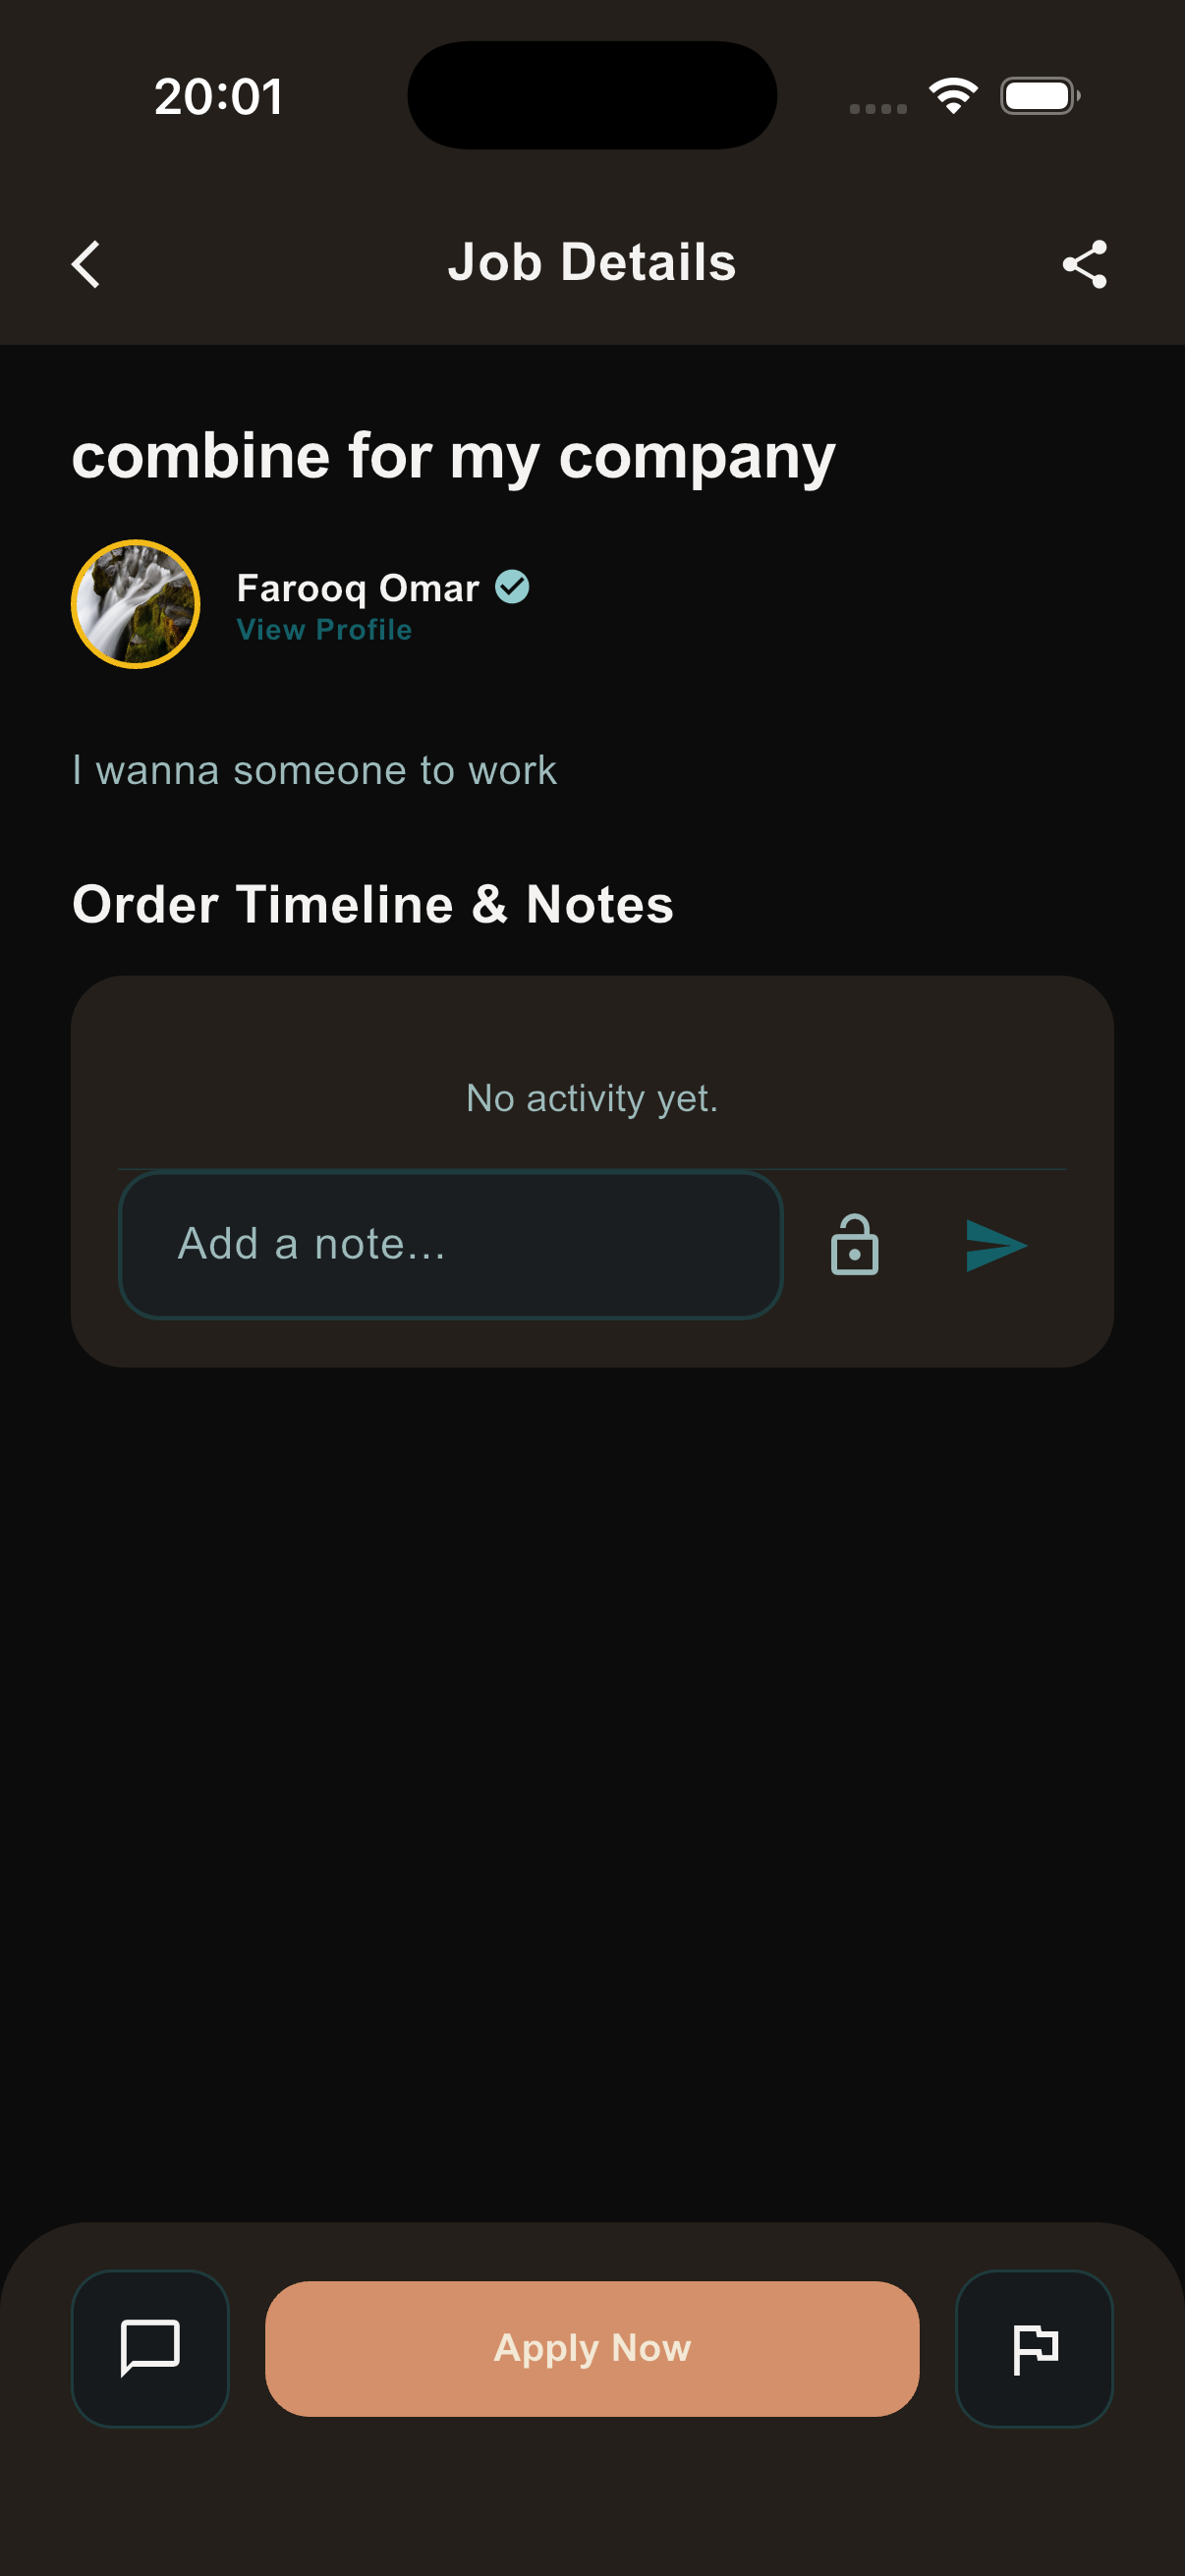 20:01
Job Details
combine for my company
Farooq Omar
View Profile
I wanna someone to work
Order Timeline & Notes
No activity yet.
Add a note...
Apply Now